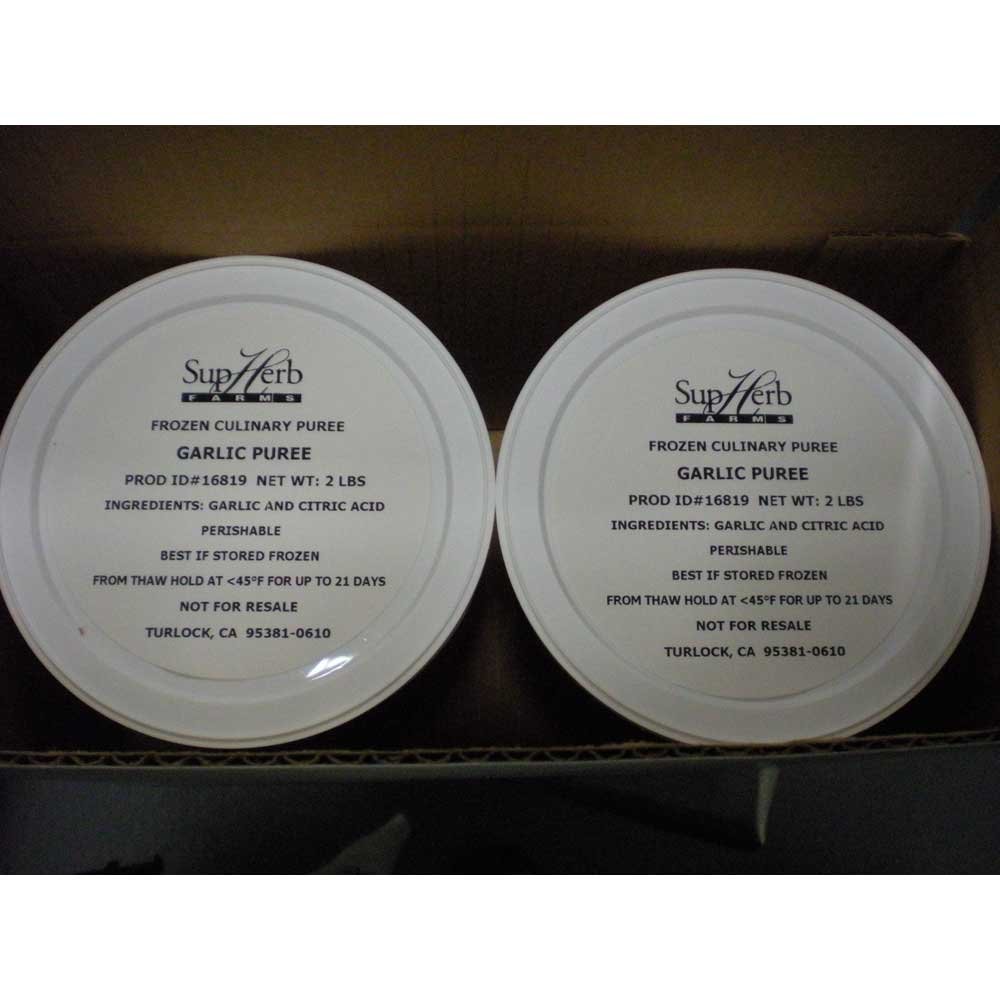 SupHerb
FARMS
FROZEN CULINARY PUREE
GARLIC PUREE
PROD ID#16819 NET WT: 2 LBS
INGREDIENTS: GARLIC AND CITRIC ACID
PERISHABLE
BEST IF STORED FROZEN
FROM THAW HOLD AT <45°F FOR UP TO 21 DAYS
NOT FOR RESALE
TURLOCK, CA 95381-0610
SupHerb
FARMS
FROZEN CULINARY PUREE
GARLIC PUREE
PROD ID#16819 NET WT: 2 LBS
INGREDIENTS: GARLIC AND CITRIC ACID
PERISHABLE
BEST IF STORED FROZEN
FROM THAW HOLD AT <45°F FOR UP TO 21 DAYS
NOT FOR RESALE
TURLOCK, CA 95381-0610